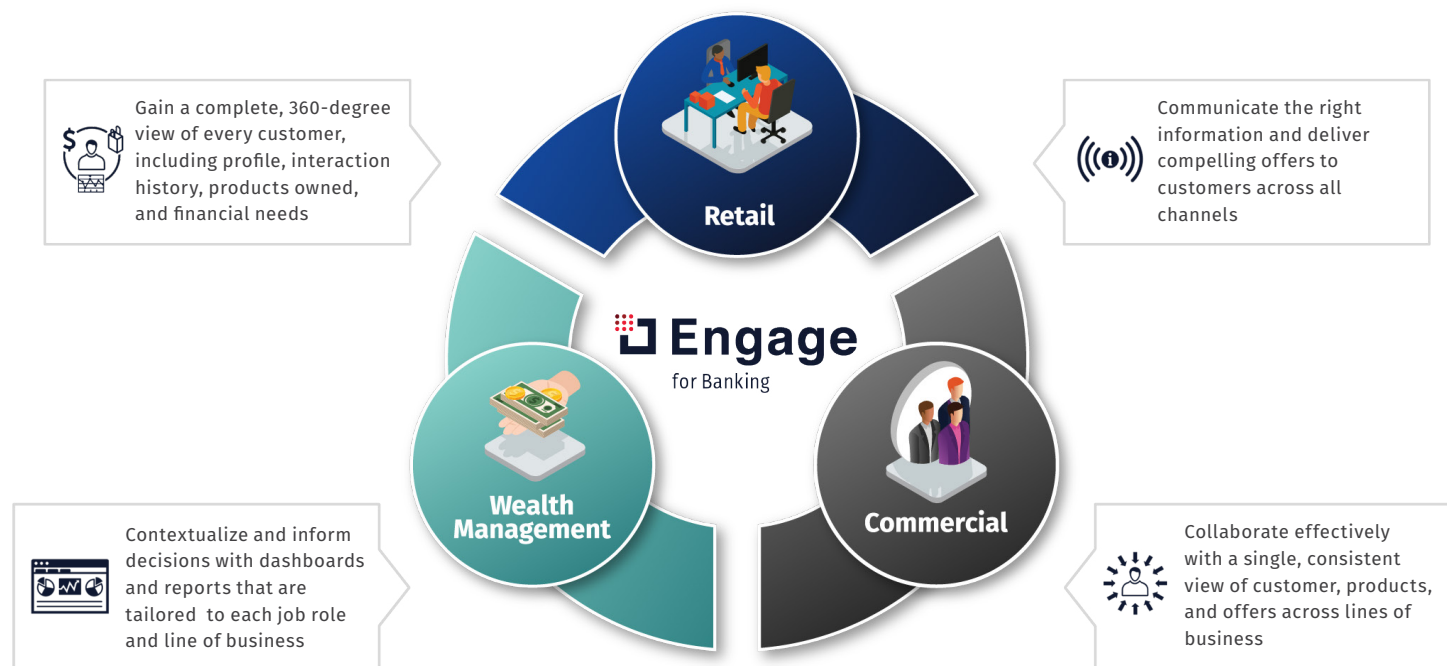 Gain a complete, 360-degree
view of every customer,
including profile, interaction
history, products owned,
and financial needs
Retail
Communicate the right
information and deliver
compelling offers to
customers across all
channels
Engage
for Banking
Wealth
Management
Commercial
Contextualize and inform
decisions with dashboards
and reports that are
tailored to each job role
and line of business
Collaborate effectively
with a single, consistent
view of customer, products,
and offers across lines of
business